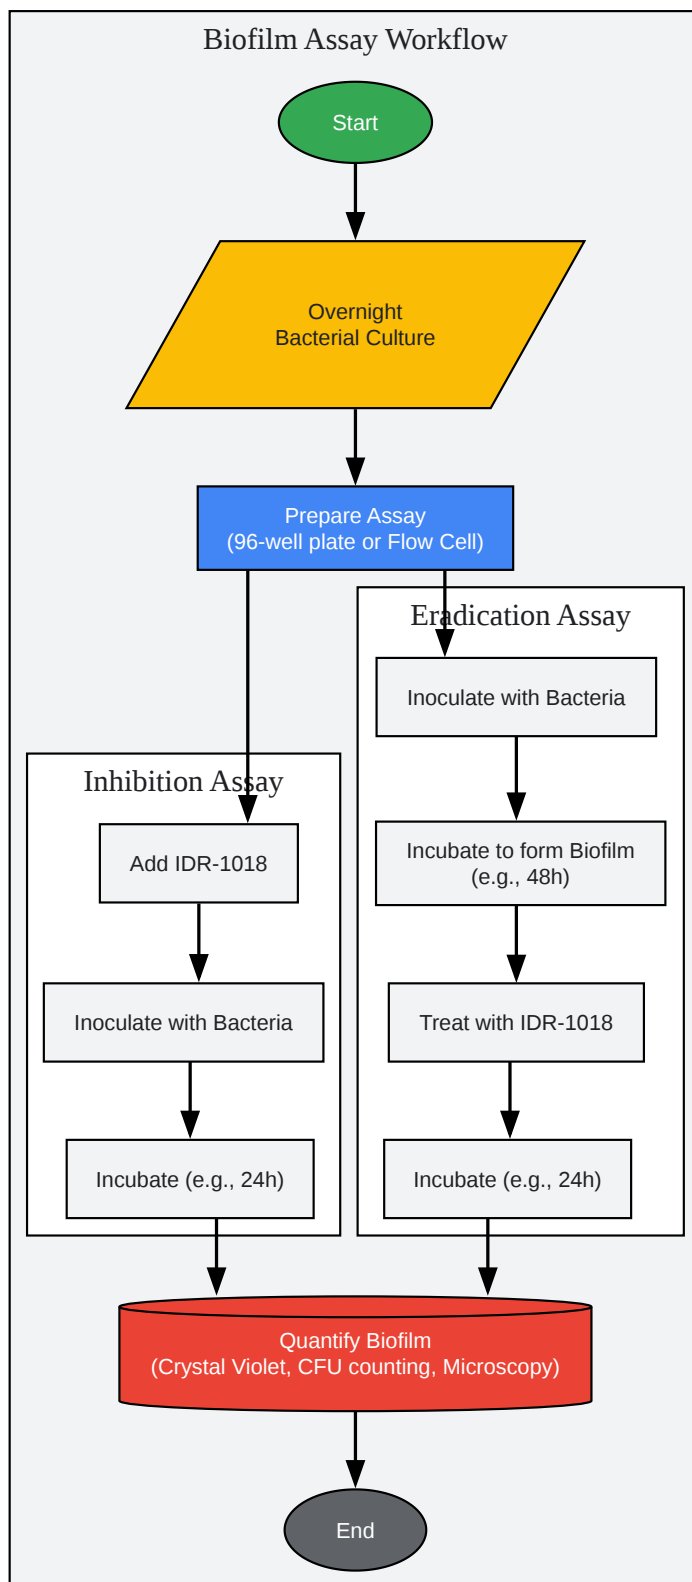 Biofilm Assay Workflow
Start
Overnight
Bacterial Culture
Prepare Assay
(96-well plate or Flow Cell)
Inhibition Assay
Add IDR-1018
Inoculate with Bacteria
Incubate (e.g., 24h)
Eradication Assay
Inoculate with Bacteria
Incubate to form Biofilm
(e.g., 48h)
Treat with IDR-1018
Incubate (e.g., 24h)
Quantify Biofilm
(Crystal Violet, CFU counting, Microscopy)
End